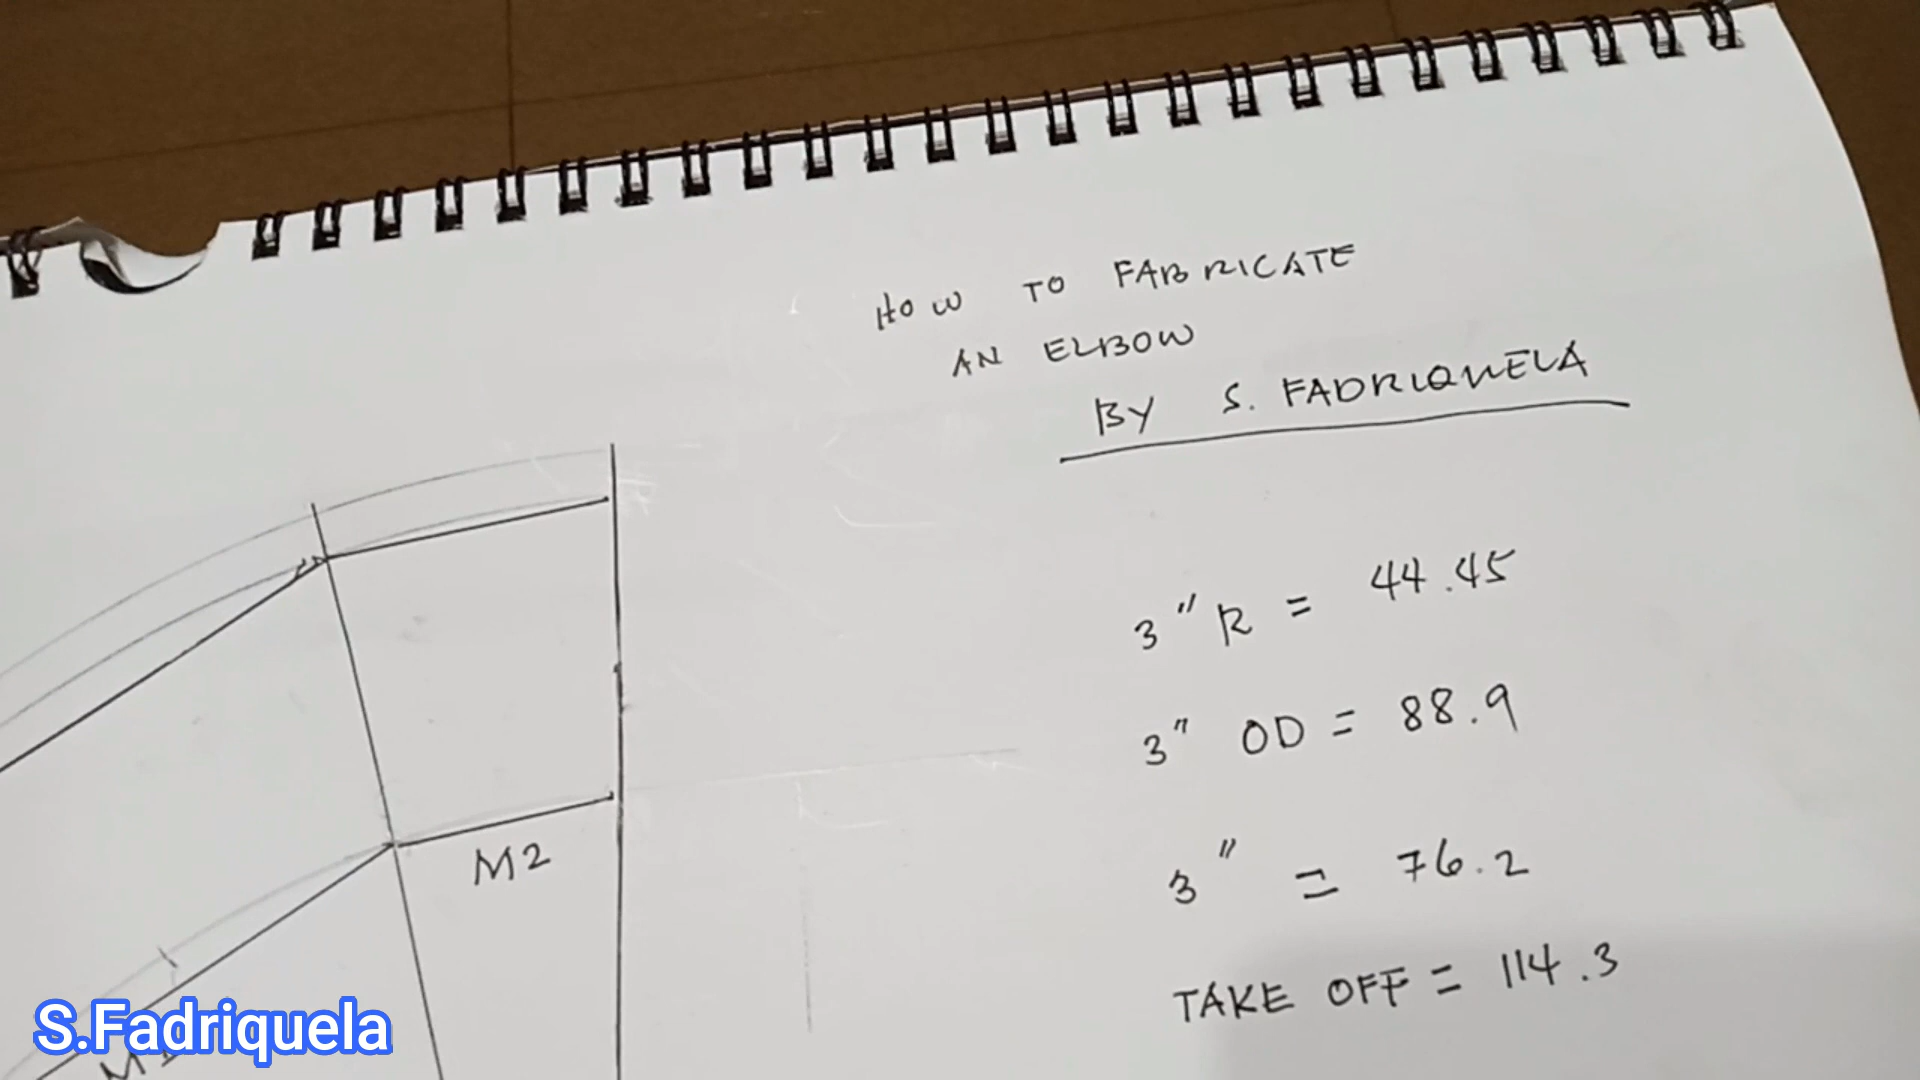 HOW TO FABRICATE
AN ELBOW
BY S. FADRIQUELA
3" R = 44.45
3" OD = 88.9
3" = 76.2
TAKE OFF = 114.3
M2
S.Fadriquela